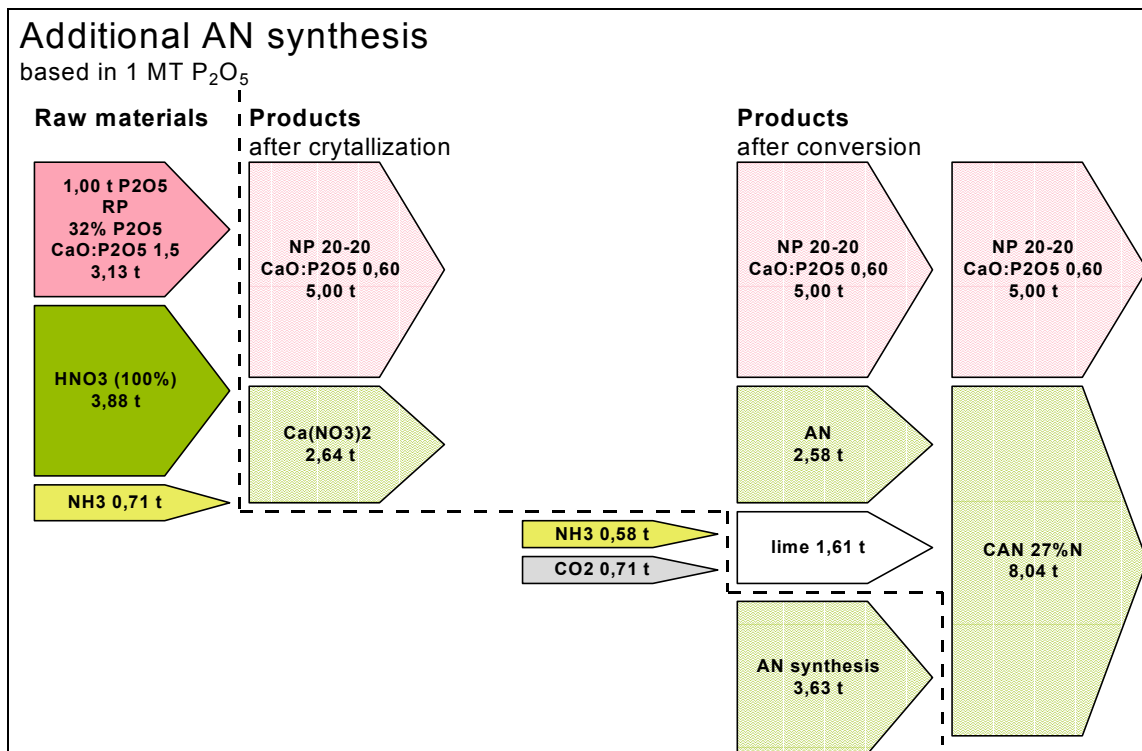 Additional AN synthesis
based in 1 MT P₂O₅
Raw materials
Products
after crytallization
Products
after conversion
1,00 t P2O5
RP
32% P2O5
CaO:P2O5 1,5
3,13 t
HNO3 (100%)
3,88 t
NH3 0,71 t
NP 20-20
CaO:P2O5 0,60
5,00 t
Ca(NO3)2
2,64 t
NH3 0,58 t
CO2 0,71 t
NP 20-20
CaO:P2O5 0,60
5,00 t
AN
2,58 t
lime 1,61 t
AN synthesis
3,63 t
NP 20-20
CaO:P2O5 0,60
5,00 t
CAN 27%N
8,04 t